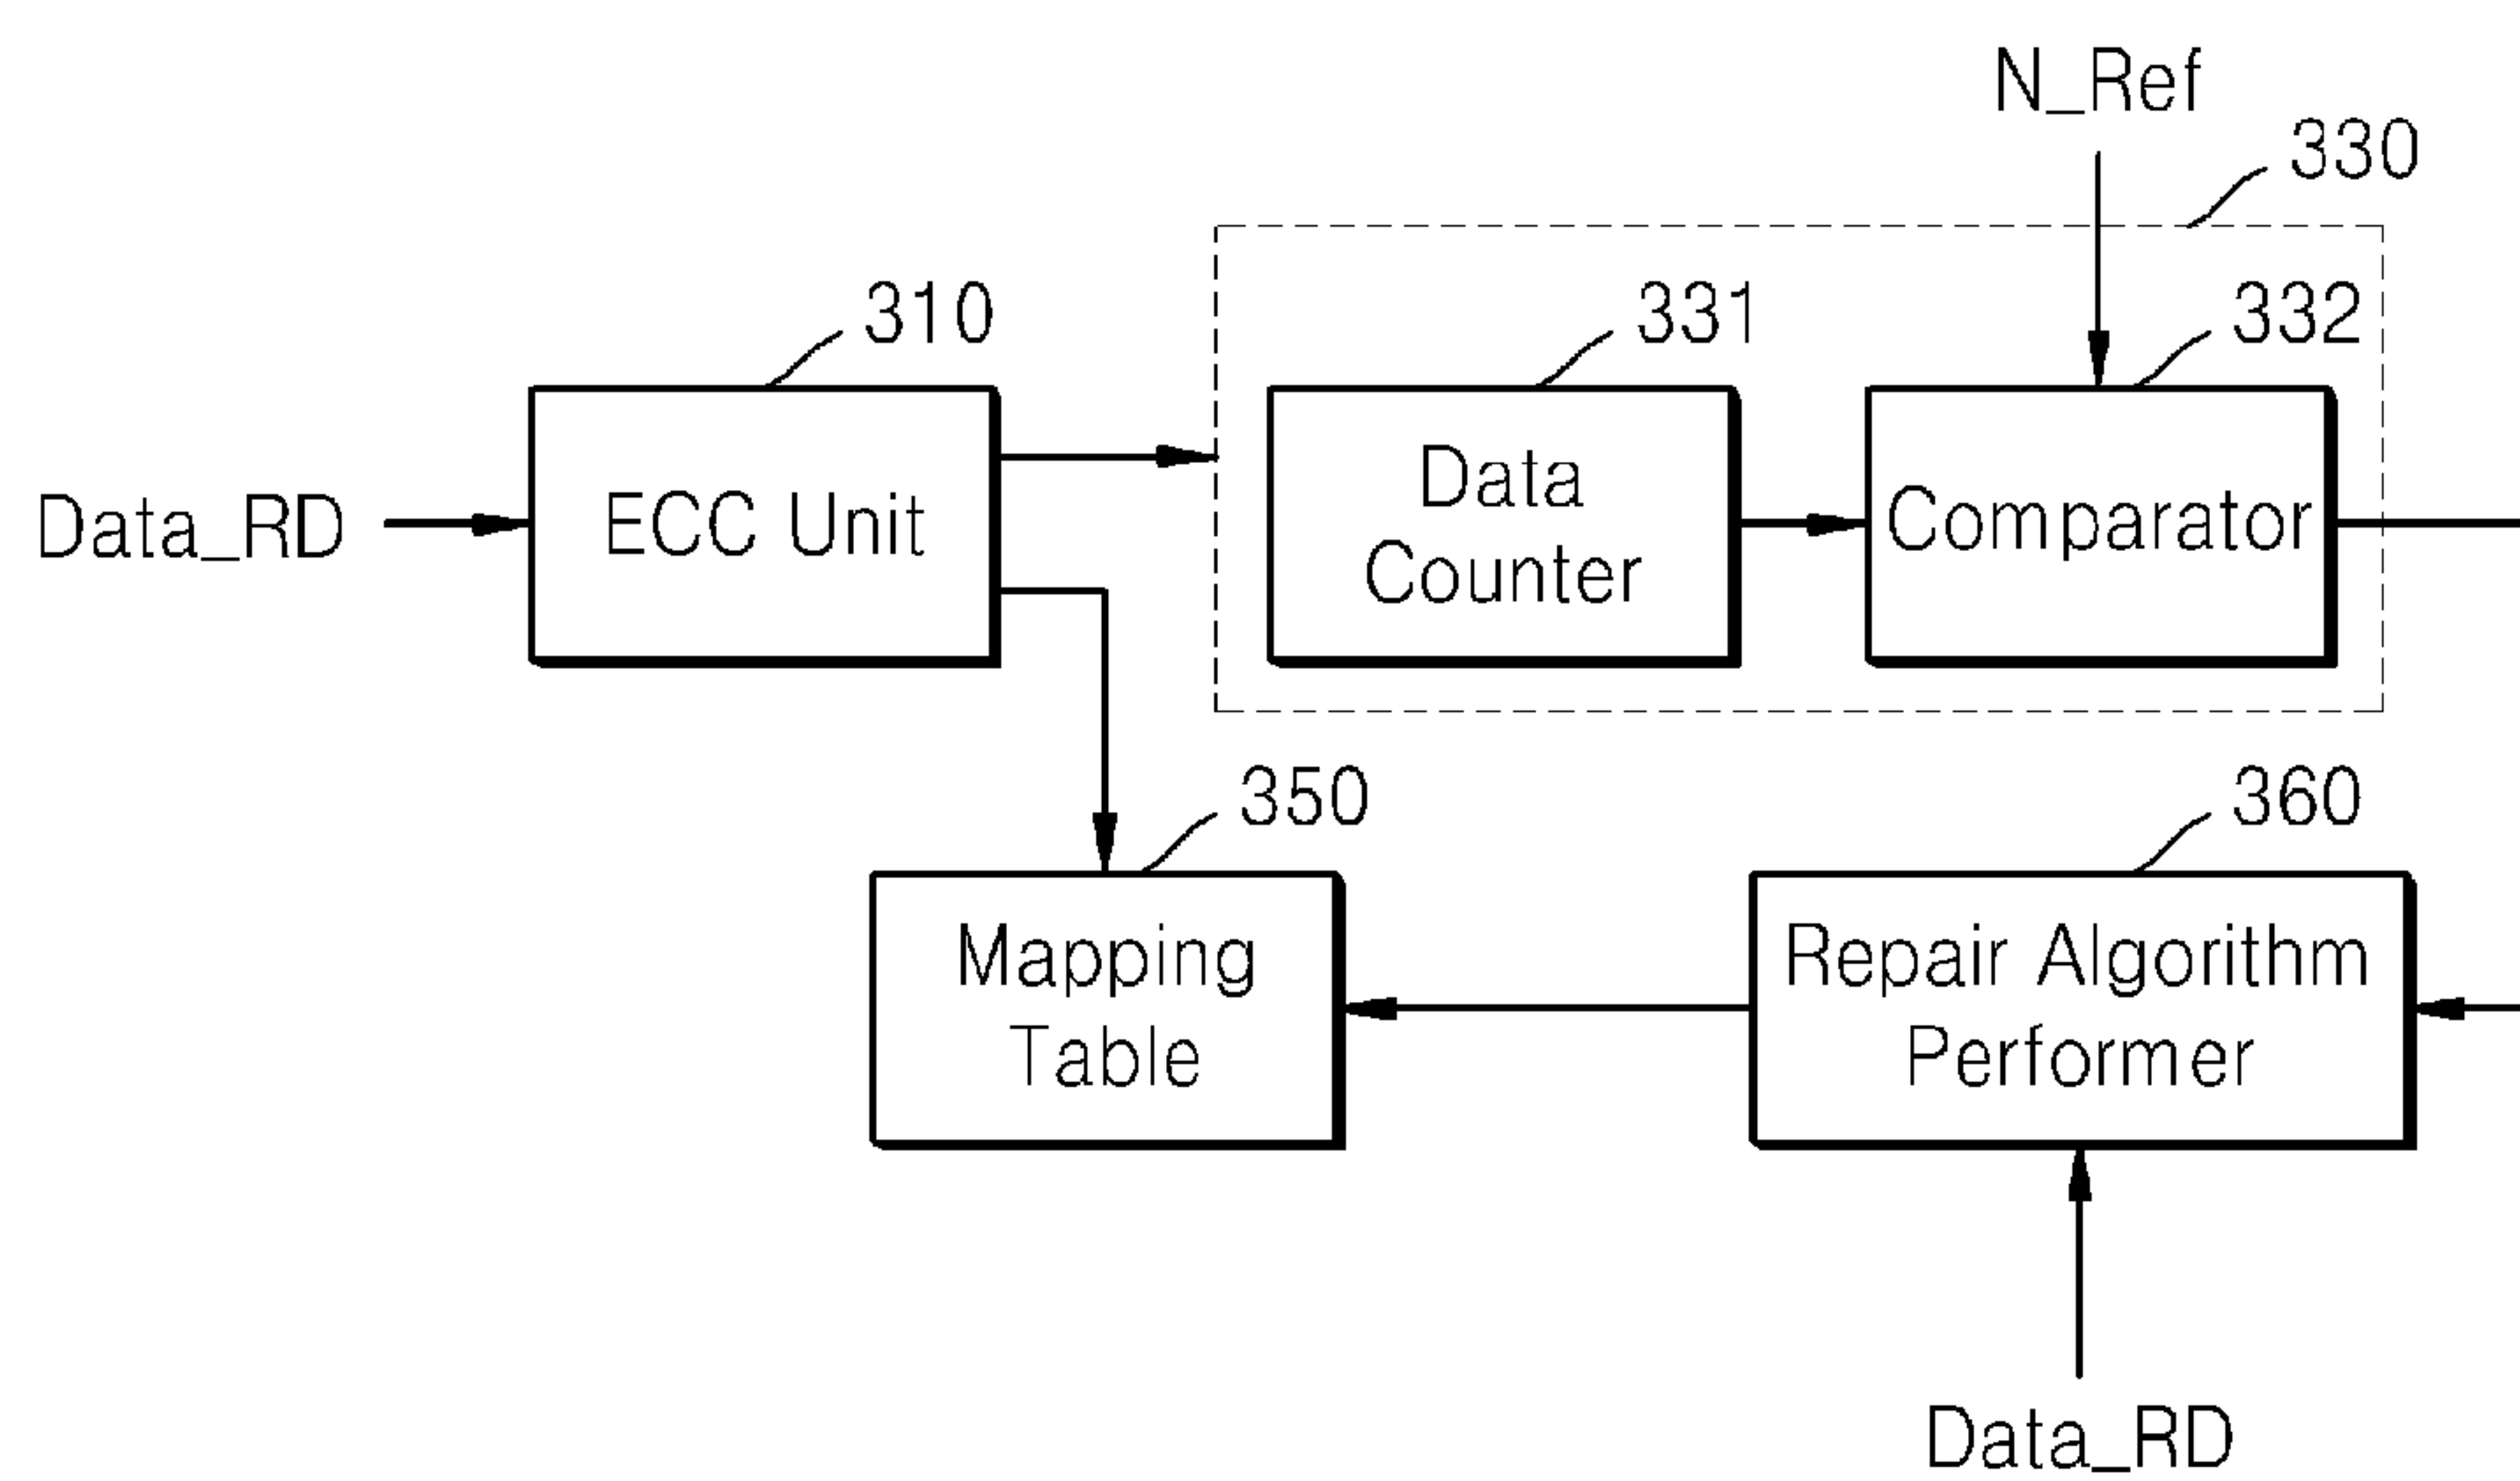 N_Ref
330
310
331
332
Data_RD
ECC Unit
Data
Counter
Comparator
350
360
Mapping
Table
Repair Algorithm
Performer
Data_RD